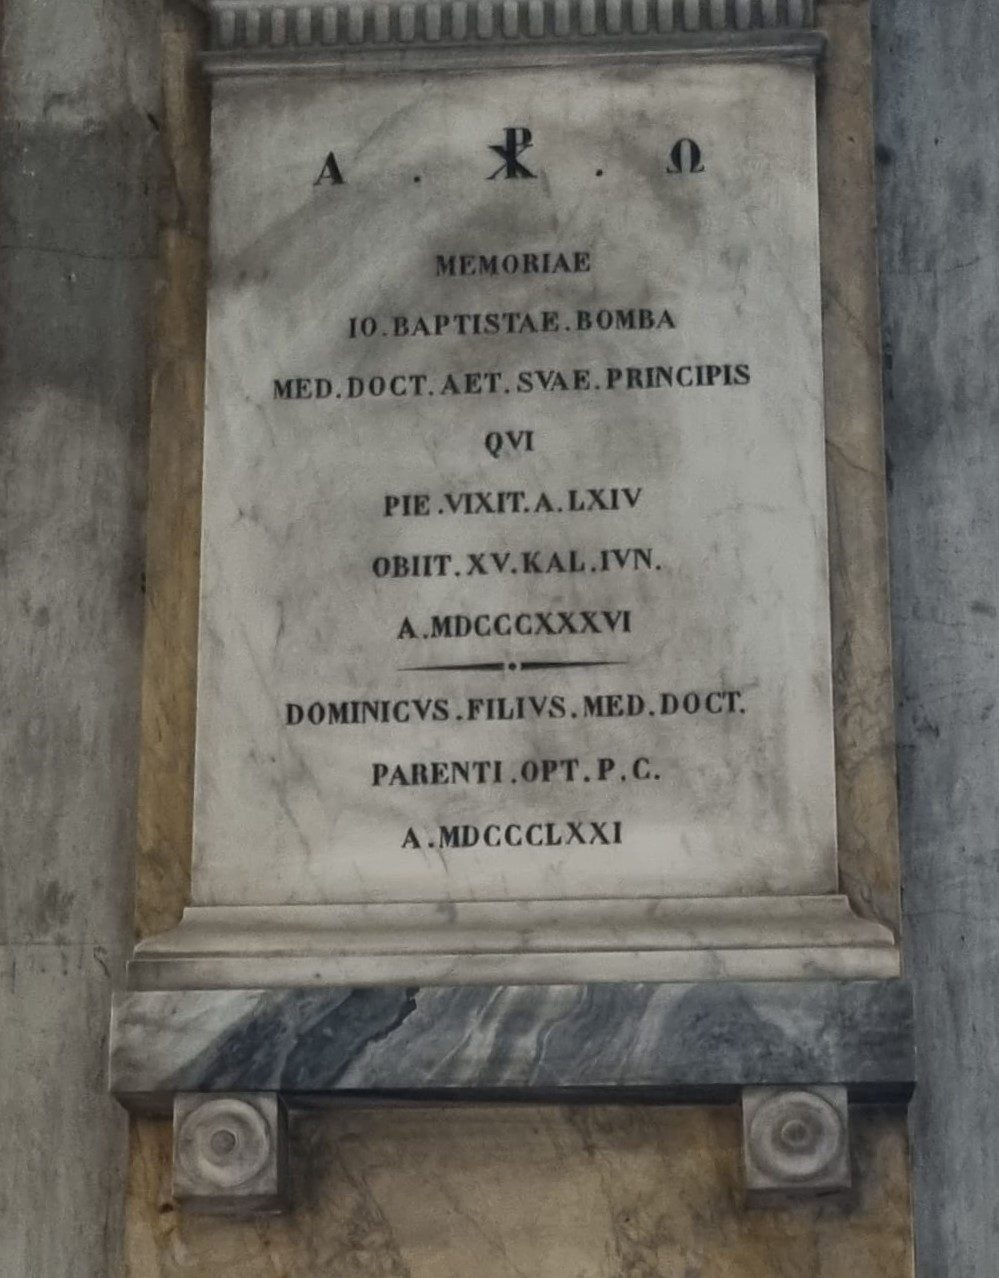 A . ☧ . Ω
MEMORIAE
IO.BAPTISTAE.BOMBA
MED.DOCT.AET.SVAE.PRINCIPIS
QVI
PIE.VIXIT.A.LXIV
OBIIT.XV.KAL.IVN.
A.MDCCCXXXVI
DOMINICVS.FILIVS.MED.DOCT.
PARENTI.OPT.P.C.
A.MDCCCLXXI